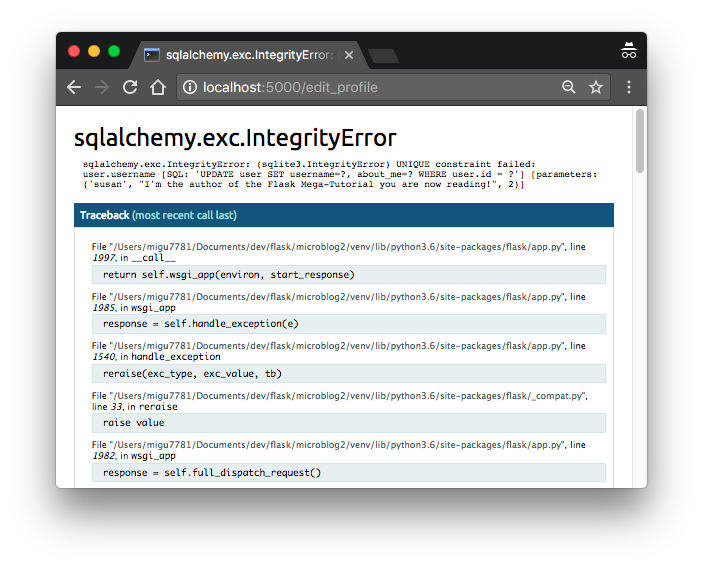 sqlalchemy.exc.IntegrityError:
localhost:5000/edit_profile
sqlalchemy.exc.IntegrityError
sqlalchemy.exc.IntegrityError: (sqlite3.IntegrityError) UNIQUE constraint failed:
user.username [SQL: 'UPDATE user SET username=?, about_me=? WHERE user.id = ?'] [parameters:
('susan', "I'm the author of the Flask Mega-Tutorial you are now reading!", 2)]
Traceback (most recent call last)
File "/Users/migu7781/Documents/dev/flask/microblog2/venv/lib/python3.6/site-packages/flask/app.py", line
1997, in __call__
return self.wsgi_app(environ, start_response)
File "/Users/migu7781/Documents/dev/flask/microblog2/venv/lib/python3.6/site-packages/flask/app.py", line
1985, in wsgi_app
response = self.handle_exception(e)
File "/Users/migu7781/Documents/dev/flask/microblog2/venv/lib/python3.6/site-packages/flask/app.py", line
1540, in handle_exception
reraise(exc_type, exc_value, tb)
File "/Users/migu7781/Documents/dev/flask/microblog2/venv/lib/python3.6/site-packages/flask/_compat.py",
line 33, in reraise
raise value
File "/Users/migu7781/Documents/dev/flask/microblog2/venv/lib/python3.6/site-packages/flask/app.py", line
1982, in wsgi_app
response = self.full_dispatch_request()